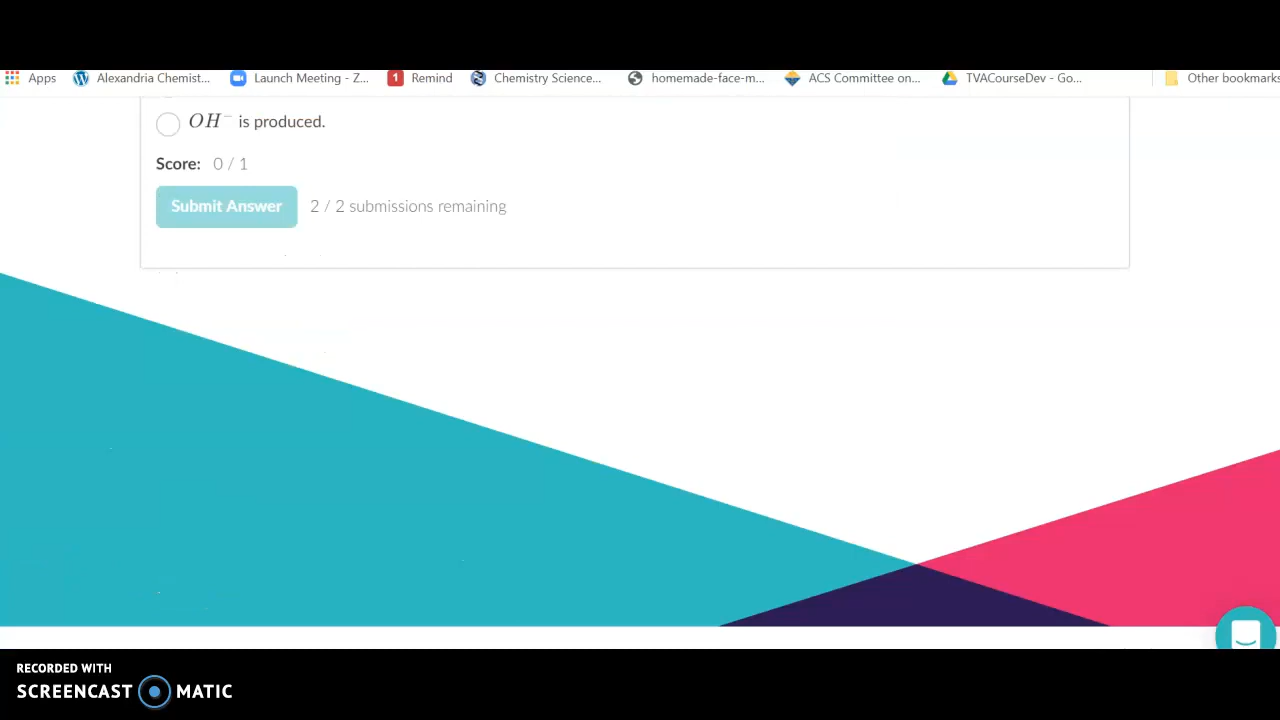 Apps Alexandria Chemist... Launch Meeting - Z... 1 Remind Chemistry Science... homemade-face-m... ACS Committee on... TVACourseDev - Go... Other bookmarks
OH⁻ is produced.
Score: 0 / 1
Submit Answer 2 / 2 submissions remaining
RECORDED WITH
SCREENCAST MATIC